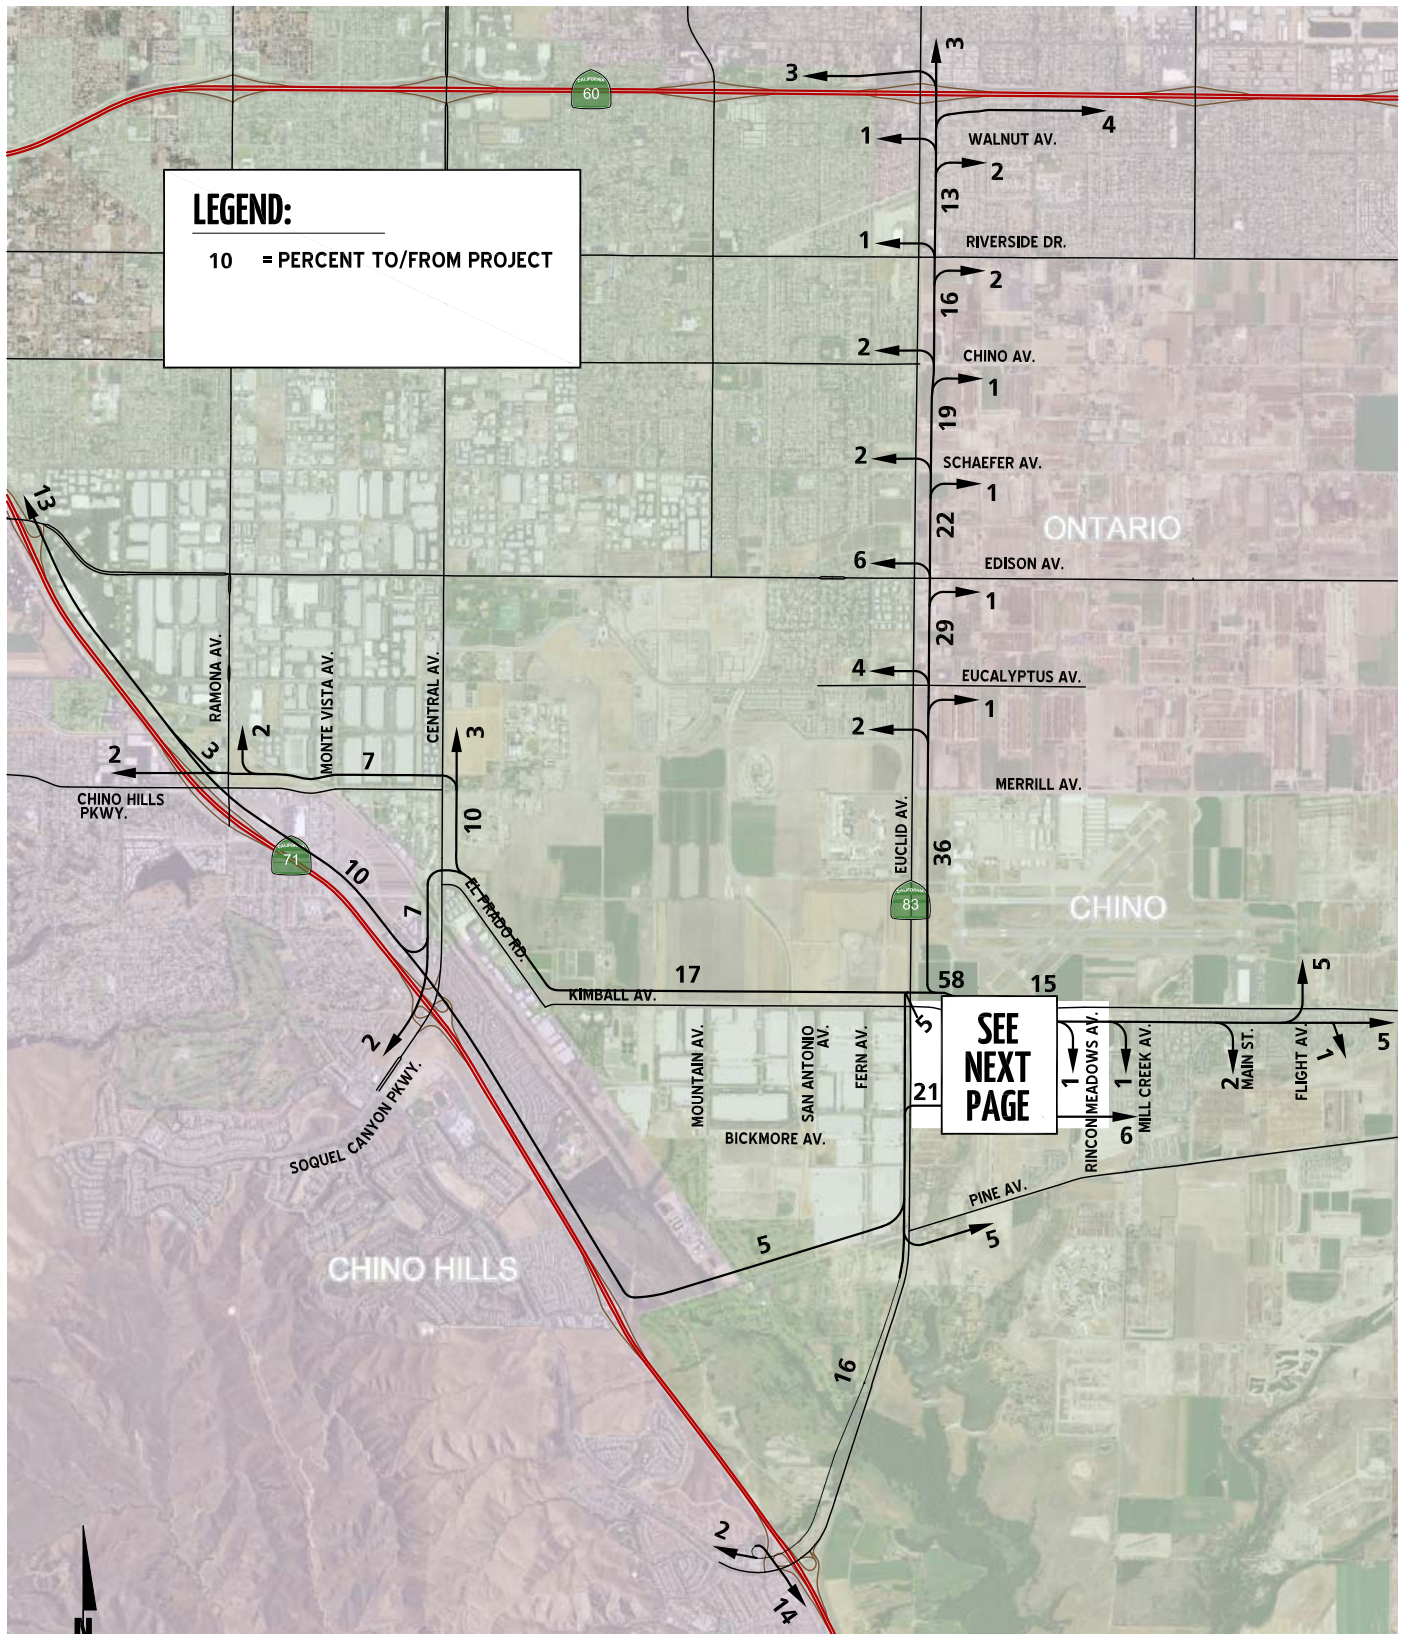 3
3
CALIFORNIA
60
4
1
WALNUT AV.
2
13
LEGEND:
10 = PERCENT TO/FROM PROJECT
1
RIVERSIDE DR.
2
16
2
CHINO AV.
1
19
2
SCHAEFER AV.
1
13
22
ONTARIO
6
EDISON AV.
1
29
RAMONA AV.
MONTE VISTA AV.
CENTRAL AV.
4
EUCALYPTUS AV.
1
2
2
3
3
2
7
MERRILL AV.
CHINO HILLS
PKWY.
10
EUCLID AV.
36
CALIFORNIA
71
10
7
EL PRADO RD.
CALIFORNIA
83
CHINO
17
58
15
5
KIMBALL AV.
5
SEE
NEXT
PAGE
2
MOUNTAIN AV.
SAN ANTONIO
AV.
FERN AV.
21
RINCONMEADOWS AV.
1
MILL CREEK AV.
1
2
MAIN ST.
FLIGHT AV.
1
5
6
SOQUEL CANYON PKWY.
BICKMORE AV.
PINE AV.
5
5
CHINO HILLS
16
2
14
N